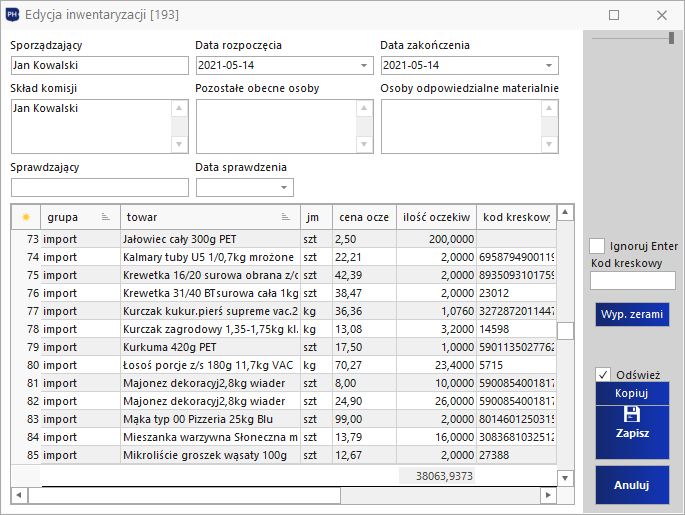 PH+ Edycja inwentaryzacji [193]
Sporządzający Data rozpoczęcia Data zakończenia
Jan Kowalski 2021-05-14 2021-05-14
Skład komisji Pozostałe obecne osoby Osoby odpowiedzialne materialnie
Jan Kowalski
Sprawdzający Data sprawdzenia
grupa towar jm cena ocze ilość oczekiw kod kreskowy
73 import Jałowiec cały 300g PET szt 2,50 200,0000
74 import Kalmary tuby U5 1/0,7kg mrożone szt 22,21 2,0000 6958794900119
75 import Krewetka 16/20 surowa obrana z/c szt 42,39 2,0000 8935093101759
76 import Krewetka 31/40 BTsurowa cała 1kg szt 38,47 2,0000 23012
77 import Kurczak kukur.pierś supreme vac.2 kg 36,36 1,0760 3272872011447
78 import Kurczak zagrodowy 1,35-1,75kg kl. kg 13,08 3,2000 14598
79 import Kurkuma 420g PET szt 17,50 1,0000 5901135027762
80 import Łosoś porcje z/s 180g 11,7kg VAC kg 70,27 23,4000 5715
81 import Majonez dekoracyj2,8kg wiader szt 8,00 10,0000 5900854001817
82 import Majonez dekoracyj2,8kg wiader szt 24,90 26,0000 5900854001817
83 import Mąka typ 00 Pizzeria 25kg Blu szt 99,00 2,0000 8014601250315
84 import Mieszanka warzywna Słoneczna m szt 13,79 16,0000 3083681032512
85 import Mikroliście groszek wąsaty 100g szt 12,67 2,0000 27388
38063,9373
Ignoruj Enter
Kod kreskowy
Wyp. zerami
Odśwież
Kopiuj
Zapisz
Anuluj